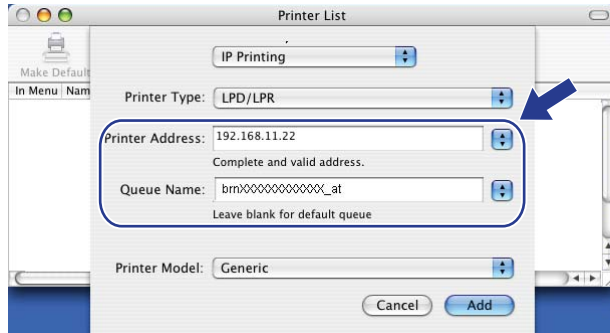 Printer List
IP Printing
Make Default
In Menu Nam
Printer Type: LPD/LPR
Printer Address: 192.168.11.22
Complete and valid address.
Queue Name: brnXXXXXXXXXXXX_at
Leave blank for default queue
Printer Model: Generic
Cancel Add